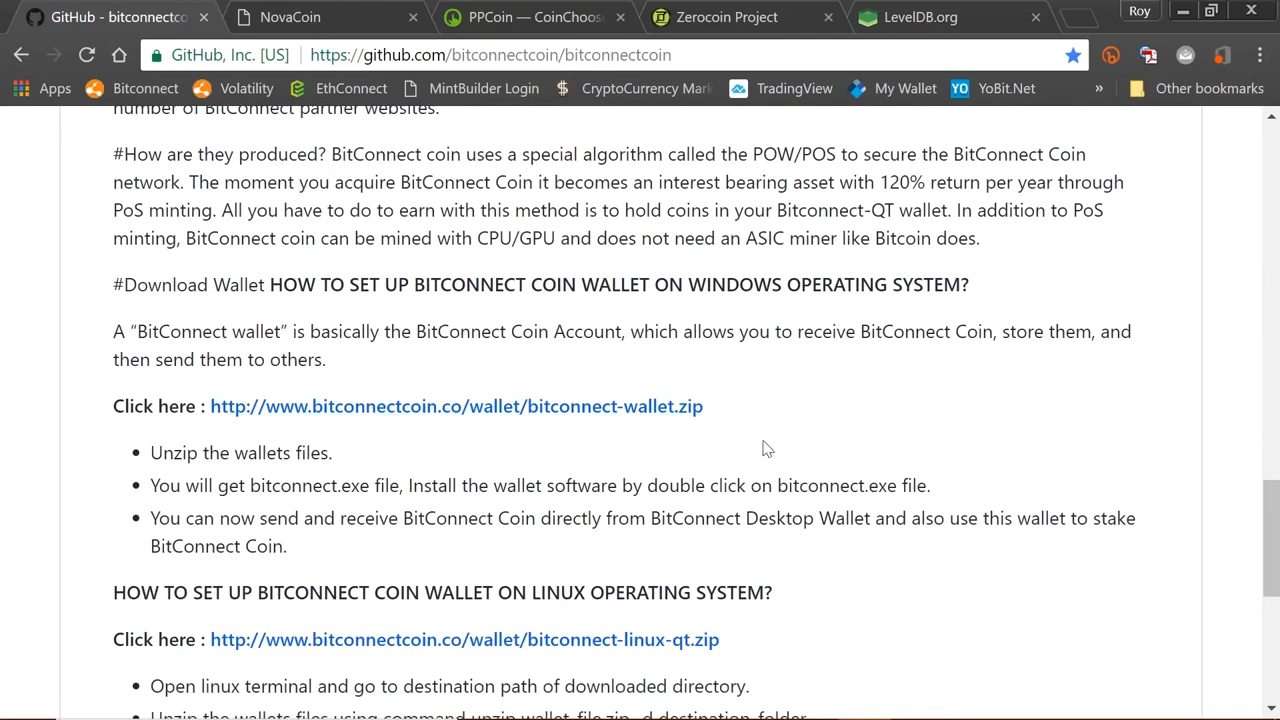 GitHub - bitconnectco
NovaCoin
PPCoin — CoinChoos
Zerocoin Project
LevelDB.org
Roy
GitHub, Inc. [US]
https://github.com/bitconnectcoin/bitconnectcoin
Apps
Bitconnect
Volatility
EthConnect
MintBuilder Login
CryptoCurrency Mark
TradingView
My Wallet
YO YoBit.Net
»
Other bookmarks
number of BitConnect partner websites.
#How are they produced? BitConnect coin uses a special algorithm called the POW/POS to secure the BitConnect Coin
network. The moment you acquire BitConnect Coin it becomes an interest bearing asset with 120% return per year through
PoS minting. All you have to do to earn with this method is to hold coins in your Bitconnect-QT wallet. In addition to PoS
minting, BitConnect coin can be mined with CPU/GPU and does not need an ASIC miner like Bitcoin does.
#Download Wallet HOW TO SET UP BITCONNECT COIN WALLET ON WINDOWS OPERATING SYSTEM?
A “BitConnect wallet” is basically the BitConnect Coin Account, which allows you to receive BitConnect Coin, store them, and
then send them to others.
Click here : http://www.bitconnectcoin.co/wallet/bitconnect-wallet.zip
• Unzip the wallets files.
• You will get bitconnect.exe file, Install the wallet software by double click on bitconnect.exe file.
• You can now send and receive BitConnect Coin directly from BitConnect Desktop Wallet and also use this wallet to stake
BitConnect Coin.
HOW TO SET UP BITCONNECT COIN WALLET ON LINUX OPERATING SYSTEM?
Click here : http://www.bitconnectcoin.co/wallet/bitconnect-linux-qt.zip
• Open linux terminal and go to destination path of downloaded directory.
• Unzip the wallets files using command unzip wallet_file.zip -d destination_folder